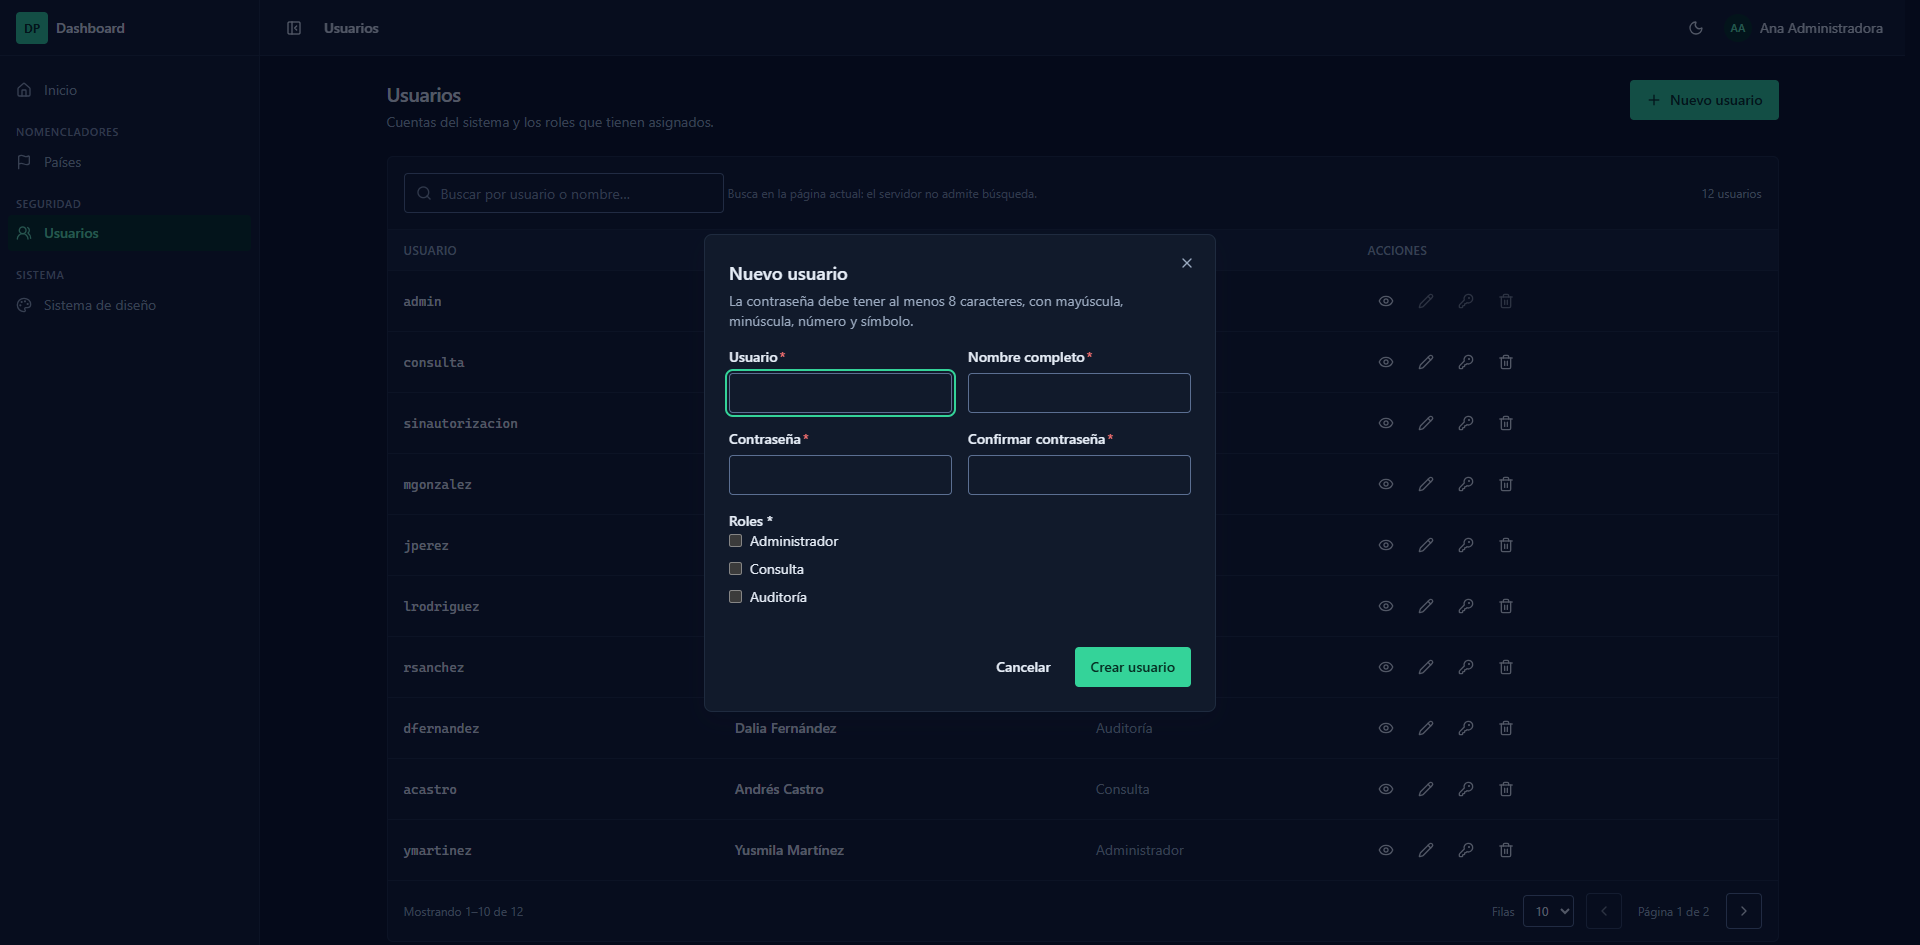 DP Dashboard
Usuarios
AA Ana Administradora
Inicio
NOMENCLADORES
Países
SEGURIDAD
Usuarios
SISTEMA
Sistema de diseño
Usuarios
Cuentas del sistema y los roles que tienen asignados.
+ Nuevo usuario
Buscar por usuario o nombre...
Busca en la página actual: el servidor no admite búsqueda.
12 usuarios
USUARIO
ACCIONES
admin
consulta
sinautorizacion
mgonzalez
jperez
lrodriguez
rsanchez
dfernandez Dalia Fernández Auditoría
acastro Andrés Castro Consulta
ymartinez Yusmila Martínez Administrador
Mostrando 1–10 de 12
Filas 10 Página 1 de 2
Nuevo usuario
La contraseña debe tener al menos 8 caracteres, con mayúscula,
minúscula, número y símbolo.
Usuario* Nombre completo*
Contraseña* Confirmar contraseña*
Roles *
Administrador
Consulta
Auditoría
Cancelar Crear usuario